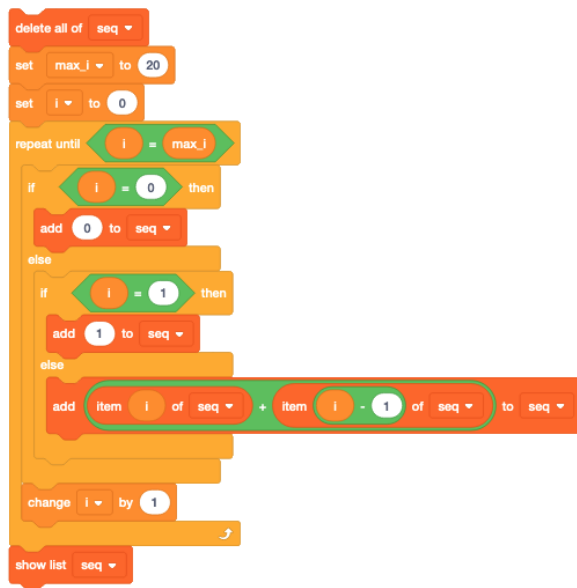 delete all of seq
set max_i to 20
set i to 0
repeat until i = max_i
if i = 0 then
add 0 to seq
else
if i = 1 then
add 1 to seq
else
add item i of seq + item i - 1 of seq to seq
change i by 1
show list seq